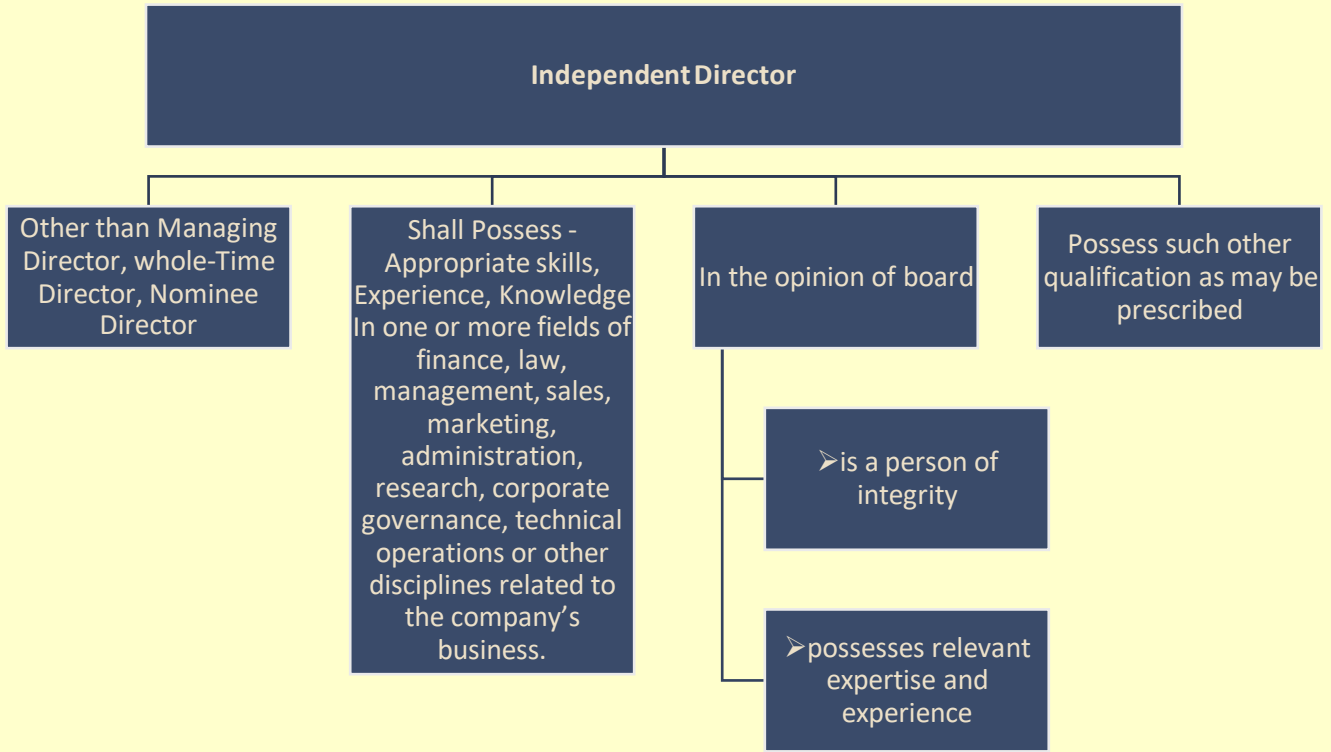 Independent Director
Other than Managing
Director, whole-Time
Director, Nominee
Director
Shall Possess -
Appropriate skills,
Experience, Knowledge
In one or more fields of
finance, law,
management, sales,
marketing,
administration,
research, corporate
governance, technical
operations or other
disciplines related to
the company’s
business.
In the opinion of board
➢is a person of
integrity
➢possesses relevant
expertise and
experience
Possess such other
qualification as may be
prescribed